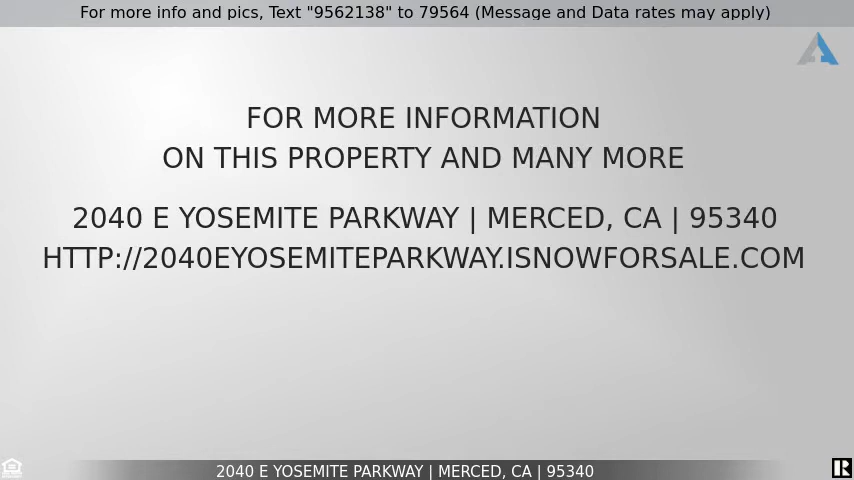 For more info and pics, Text "9562138" to 79564 (Message and Data rates may apply)
FOR MORE INFORMATION
ON THIS PROPERTY AND MANY MORE
2040 E YOSEMITE PARKWAY | MERCED, CA | 95340
HTTP://2040EYOSEMITEPARKWAY.ISNOWFORSALE.COM
2040 E YOSEMITE PARKWAY | MERCED, CA | 95340